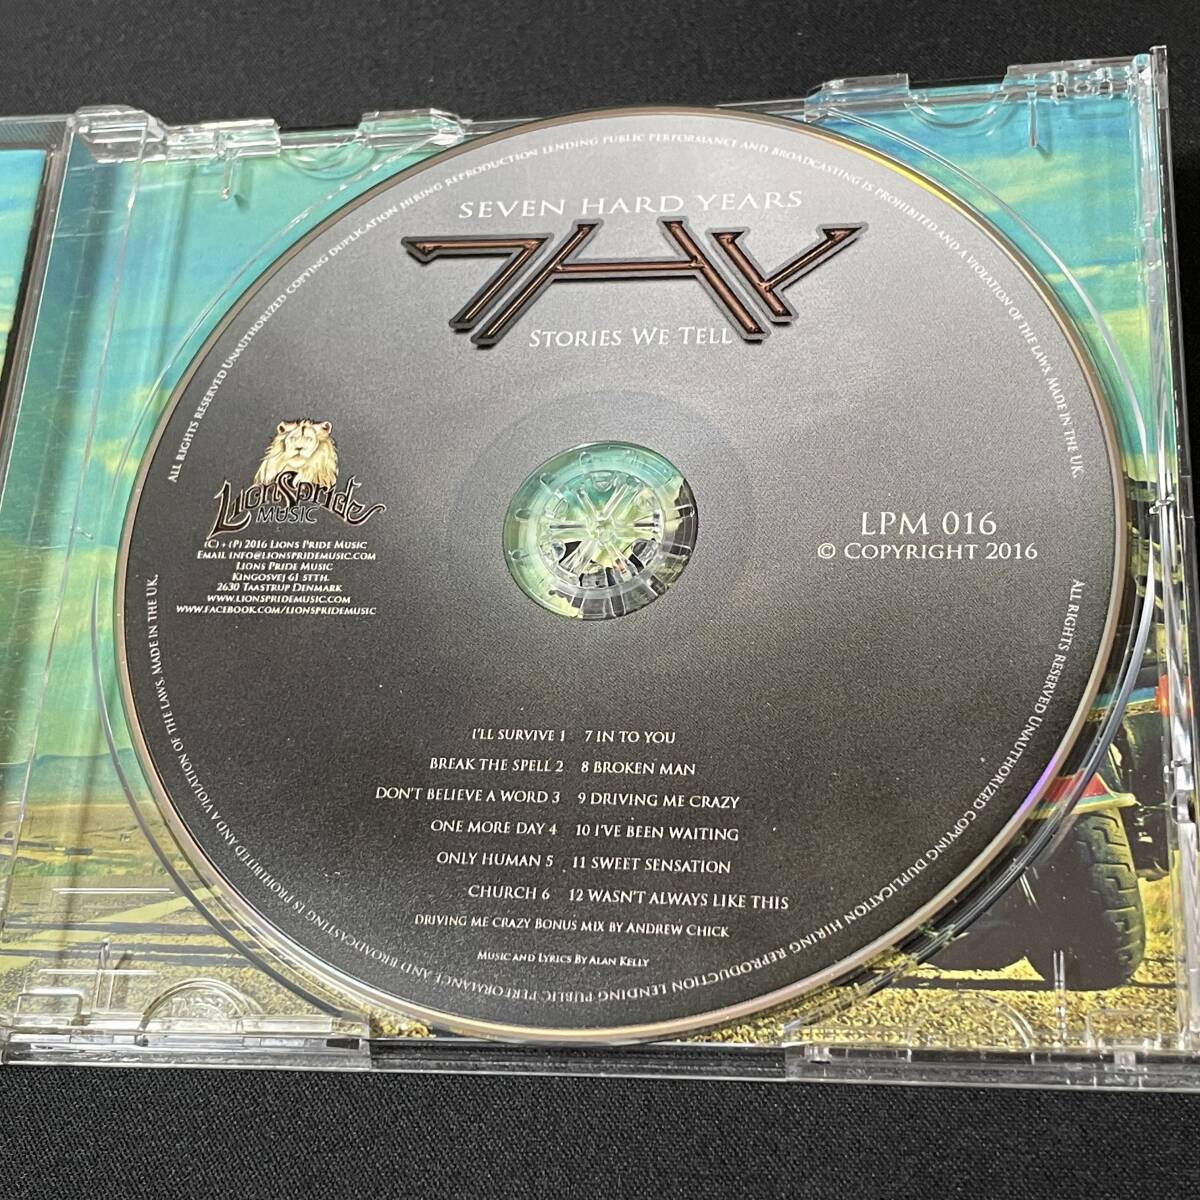 ALL RIGHTS RESERVED UNAUTHORIZED COPYING DUPLICATION HIRING REPRODUCTION LENDING PUBLIC PERFORMANCE AND BROADCASTING IS PROHIBITED AND A VIOLATION OF THE LAWS. MADE IN THE UK.
SEVEN HARD YEARS
7HY
STORIES WE TELL
LIONSPRIDE
MUSIC
(C) + (P) 2016 LIONS PRIDE MUSIC
EMAIL INFO@LIONSPRIDEMUSIC.COM
LIONS PRIDE MUSIC
KINGOSVEJ 61 STTH.
2630 TAASTRUP DENMARK
WWW.LIONSPRIDEMUSIC.COM
WWW.FACEBOOK.COM/LIONSPRIDEMUSIC
LPM 016
© COPYRIGHT 2016
I'LL SURVIVE 1
BREAK THE SPELL 2
DON'T BELIEVE A WORD 3
ONE MORE DAY 4
ONLY HUMAN 5
CHURCH 6
7 IN TO YOU
8 BROKEN MAN
9 DRIVING ME CRAZY
10 I'VE BEEN WAITING
11 SWEET SENSATION
12 WASN'T ALWAYS LIKE THIS
DRIVING ME CRAZY BONUS MIX BY ANDREW CHICK
MUSIC AND LYRICS BY ALAN KELLY
ALL RIGHTS RESERVED UNAUTHORIZED COPYING DUPLICATION HIRING REPRODUCTION LENDING PUBLIC PERFORMANCE AND BROADCASTING IS PROHIBITED AND A VIOLATION OF THE LAWS. MADE IN THE UK.